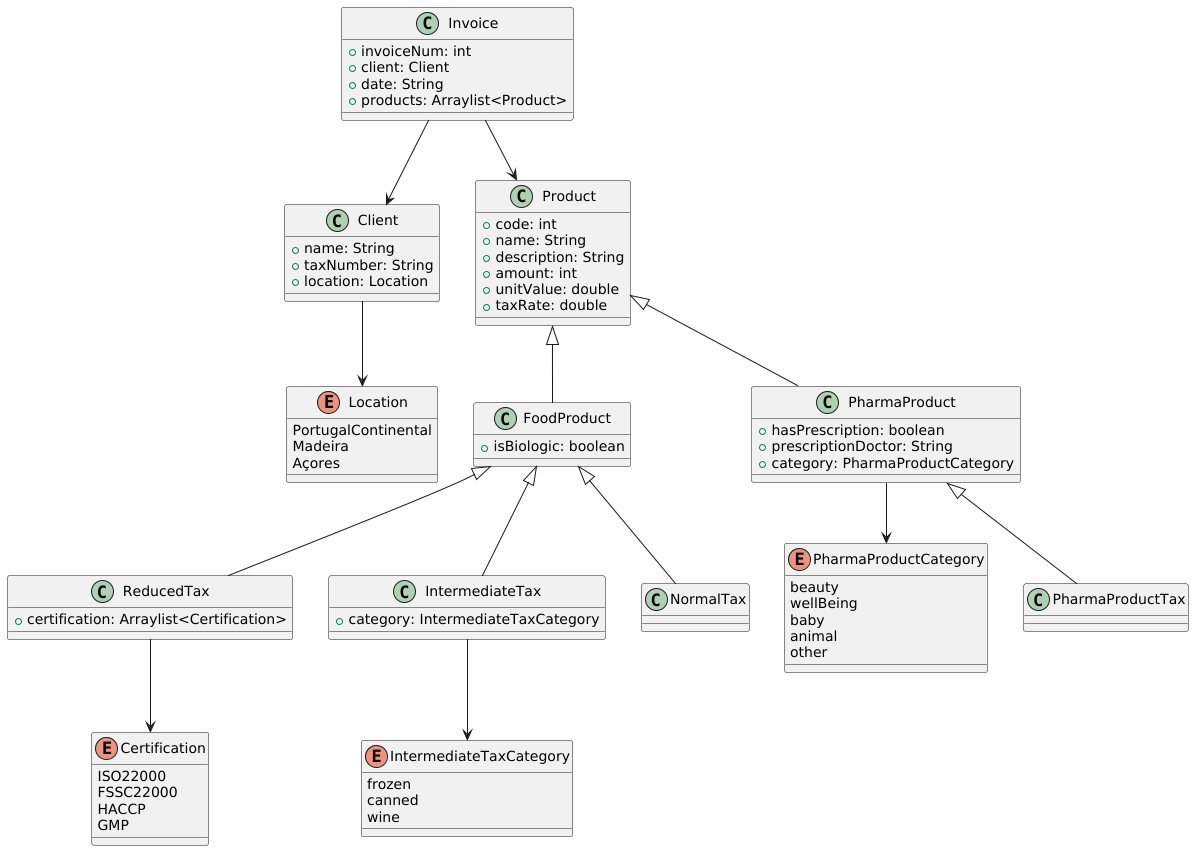 C Invoice
invoiceNum: int
client: Client
date: String
products: Arraylist<Product>
C Client
name: String
taxNumber: String
location: Location
C Product
code: int
name: String
description: String
amount: int
unitValue: double
taxRate: double
E Location
PortugalContinental
Madeira
Açores
C FoodProduct
isBiologic: boolean
C PharmaProduct
hasPrescription: boolean
prescriptionDoctor: String
category: PharmaProductCategory
C ReducedTax
certification: Arraylist<Certification>
C IntermediateTax
category: IntermediateTaxCategory
C NormalTax
E PharmaProductCategory
beauty
wellBeing
baby
animal
other
C PharmaProductTax
E Certification
ISO22000
FSSC22000
HACCP
GMP
E IntermediateTaxCategory
frozen
canned
wine